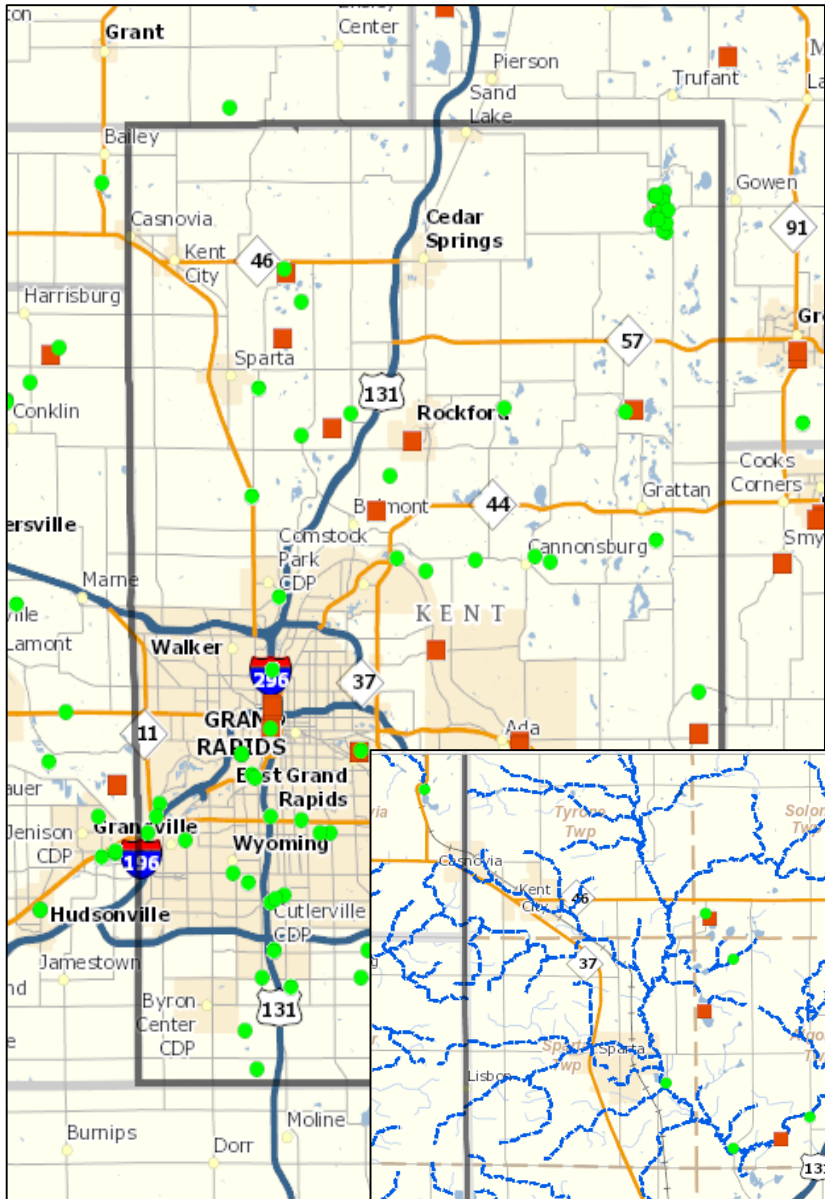 Grant
Center
Pierson
Trufant
Sand
Lake
Bailey
Gowen
Casnovia
Cedar
Springs
91
Kent
City
46
Harrisburg
57
Sparta
131
Conklin
Rockford
Cooks
Corners
44
Grattan
Comstock
Park
CDP
Cannonsburg
Marne
KENT
Walker
Lamont
296
37
GRAND
RAPIDS
11
Ada
East Grand
Rapids
Jenison
CDP
Grandville
Wyoming
196
Hudsonville
Cutlerville
CDP
Jamestown
Byron
Center
CDP
131
Moline
Burnips
Dorr
Tyrone
Twp
Casnovia
Kent
City
46
37
Sparta
Twp
Sparta
Lisbon